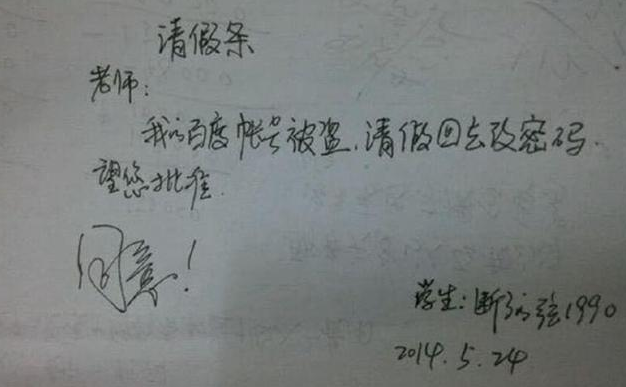 请假条
老师:
我的百度帐号被盗,请假回去改密码.
望您批准.
同意!
学生:断了的弦1990
2014.5.24